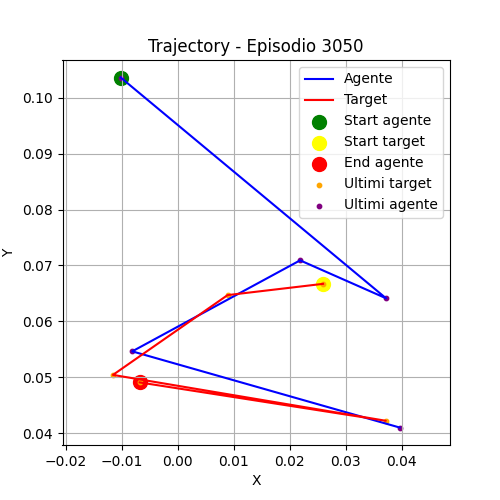 Trajectory - Episodio 3050
Agente
Target
Start agente
Start target
End agente
Ultimi target
Ultimi agente
0.10
0.09
0.08
0.07
0.06
0.05
0.04
Y
−0.02 −0.01 0.00 0.01 0.02 0.03 0.04
X